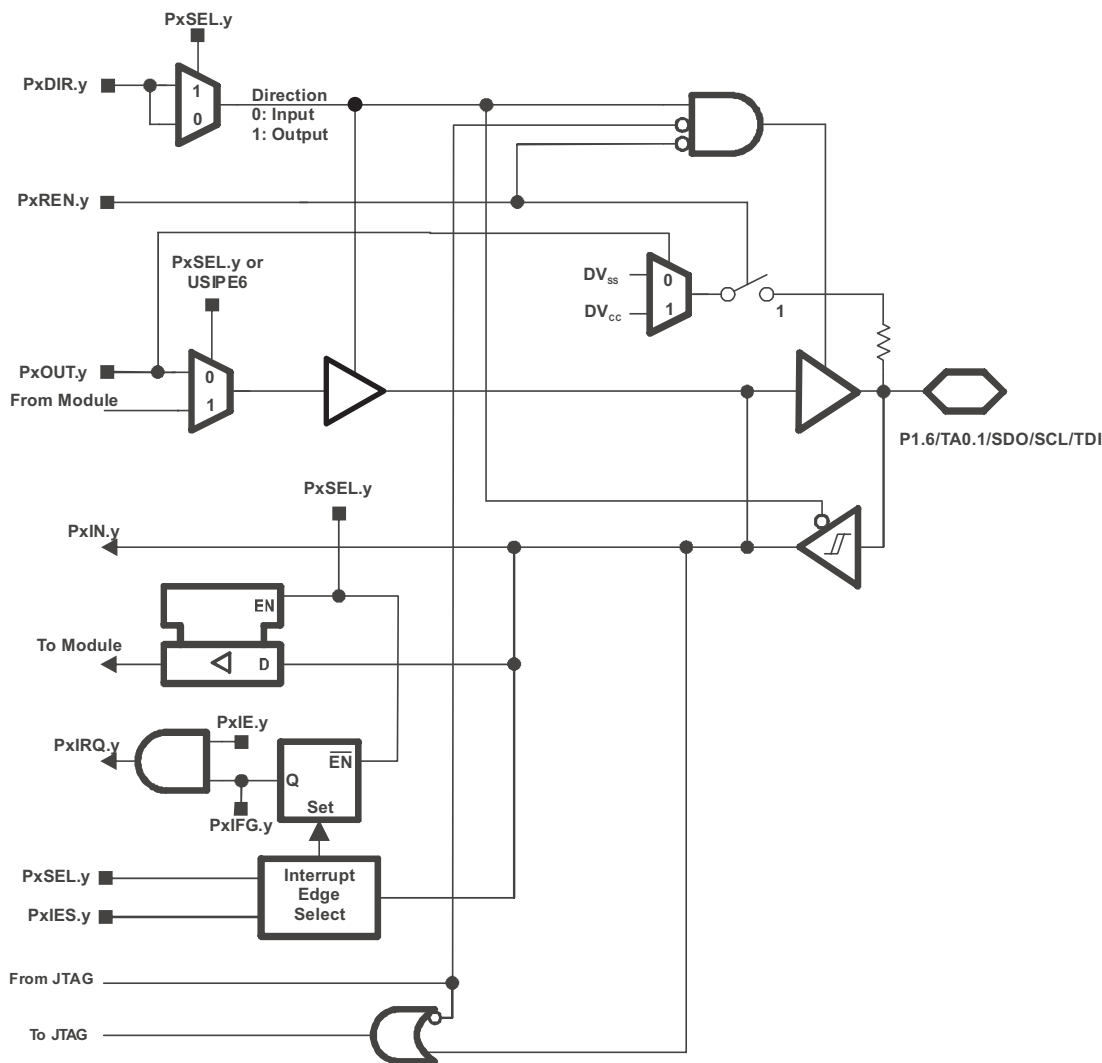 PxSEL.y
PxDIR.y
1
0
Direction
0: Input
1: Output
PxREN.y
PxSEL.y or
USIPE6
DVSS
0
DVCC
1
1
PxOUT.y
0
From Module
1
P1.6/TA0.1/SDO/SCL/TDI
PxSEL.y
PxIN.y
EN
To Module
D
PxIE.y
PxIRQ.y
EN
Q
Set
PxIFG.y
PxSEL.y
Interrupt
Edge
Select
PxIES.y
From JTAG
To JTAG